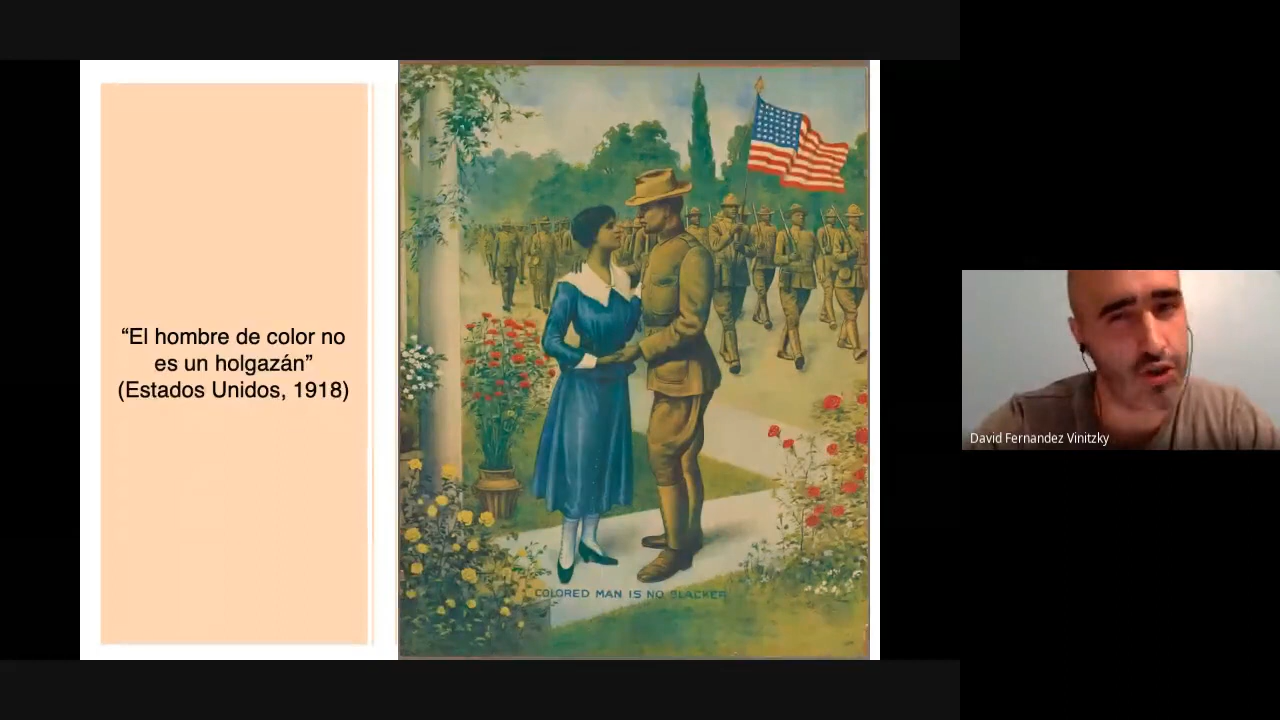 “El hombre de color no
es un holgazán”
(Estados Unidos, 1918)
COLORED MAN IS NO SLACKER
David Fernandez Vinitzky